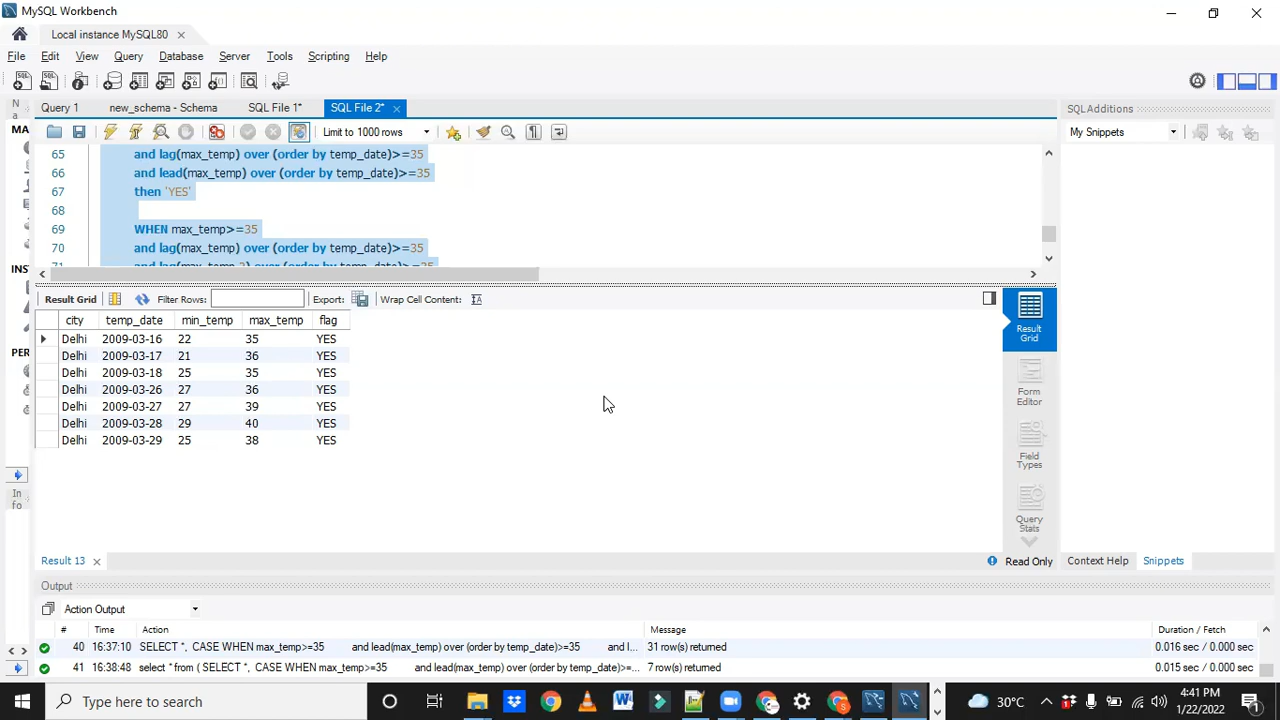 MySQL Workbench
Local instance MySQL80
File Edit View Query Database Server Tools Scripting Help
Query 1 new_schema - Schema SQL File 1* SQL File 2*
SQL Additions
Limit to 1000 rows
My Snippets
65 and lag(max_temp) over (order by temp_date)>=35
66 and lead(max_temp) over (order by temp_date)>=35
67 then 'YES'
68
69 WHEN max_temp>=35
70 and lag(max_temp) over (order by temp_date)>=35
Result Grid Filter Rows: Export: Wrap Cell Content:
city temp_date min_temp max_temp flag
Delhi 2009-03-16 22 35 YES
Delhi 2009-03-17 21 36 YES
Delhi 2009-03-18 25 35 YES
Delhi 2009-03-26 27 36 YES
Delhi 2009-03-27 27 39 YES
Delhi 2009-03-28 29 40 YES
Delhi 2009-03-29 25 38 YES
Result Grid
Form Editor
Field Types
Query Stats
Result 13
Read Only
Context Help Snippets
Output
Action Output
# Time Action Message Duration / Fetch
40 16:37:10 SELECT *, CASE WHEN max_temp>=35 and lead(max_temp) over (order by temp_date)>=35 and l... 31 row(s) returned 0.016 sec / 0.000 sec
41 16:38:48 select *from ( SELECT *, CASE WHEN max_temp>=35 and lead(max_temp) over (order by temp_date)>=... 7 row(s) returned 0.015 sec / 0.000 sec
Type here to search
30°C
4:41 PM
1/22/2022